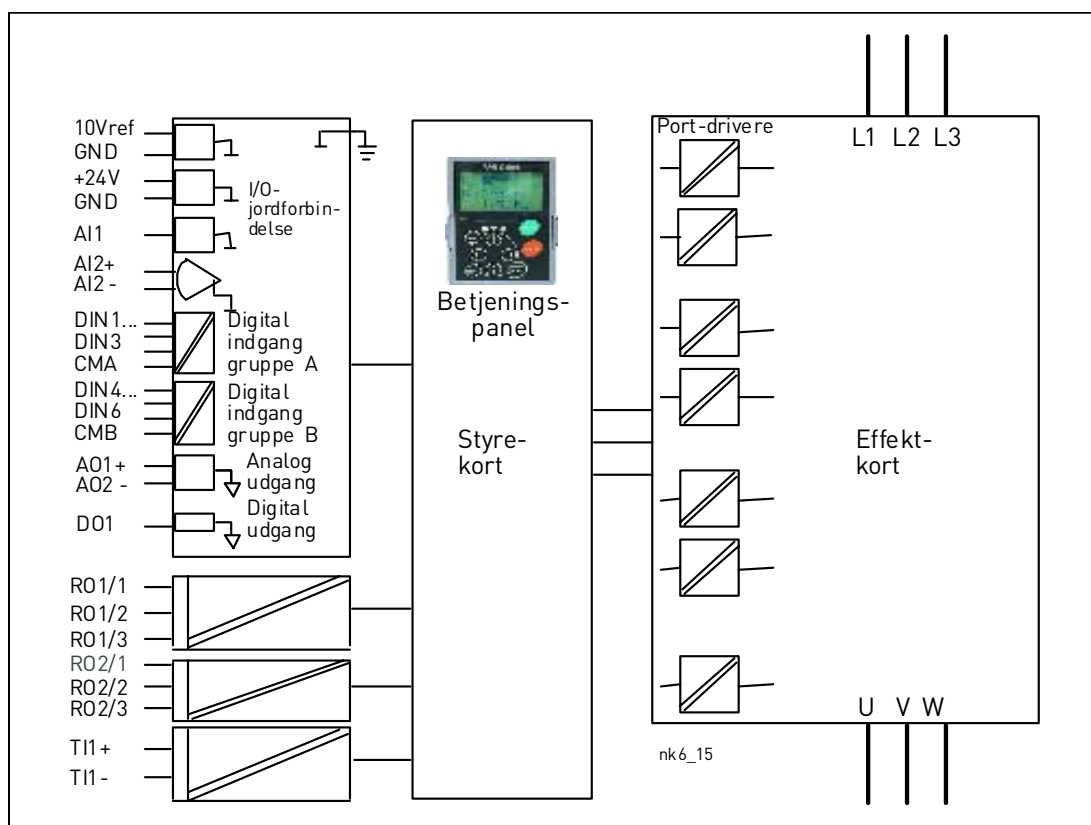 10Vref
GND
+24V
GND
AI1
AI2+
AI2-
DIN1...
DIN3
CMA
DIN4...
DIN6
CMB
AO1+
AO2-
DO1
RO1/1
RO1/2
RO1/3
RO2/1
RO2/2
RO2/3
TI1+
TI1-
I/O-
jordforbin-
delse
Digital
indgang
gruppe A
Digital
indgang
gruppe B
Analog
udgang
Digital
udgang
Betjenings-
panel
Styre-
kort
Port-drivere
L1 L2 L3
Effekt-
kort
U V W
nk6_15